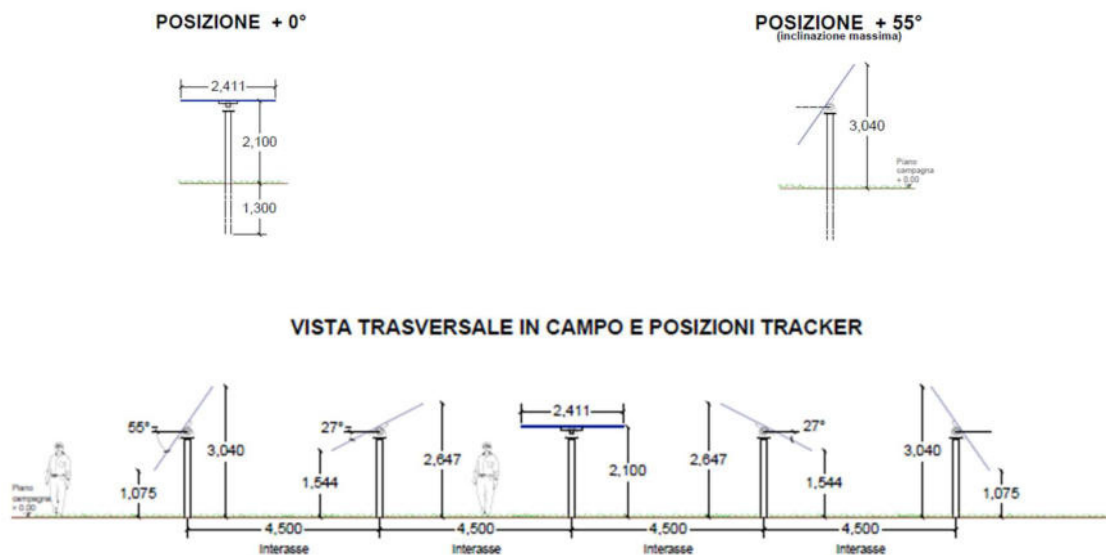 POSIZIONE + 0°
POSIZIONE + 55°
(inclinazione massima)
2,411
2,100
1,300
3,040
Piano
campagna
+ 0.00
VISTA TRASVERSALE IN CAMPO E POSIZIONI TRACKER
55°
3,040
1,075
27°
2,647
1,544
2,411
2,100
2,647
27°
1,544
3,040
1,075
Piano
campagna
+ 0.00
4,500
4,500
4,500
4,500
Interasse
Interasse
Interasse
Interasse